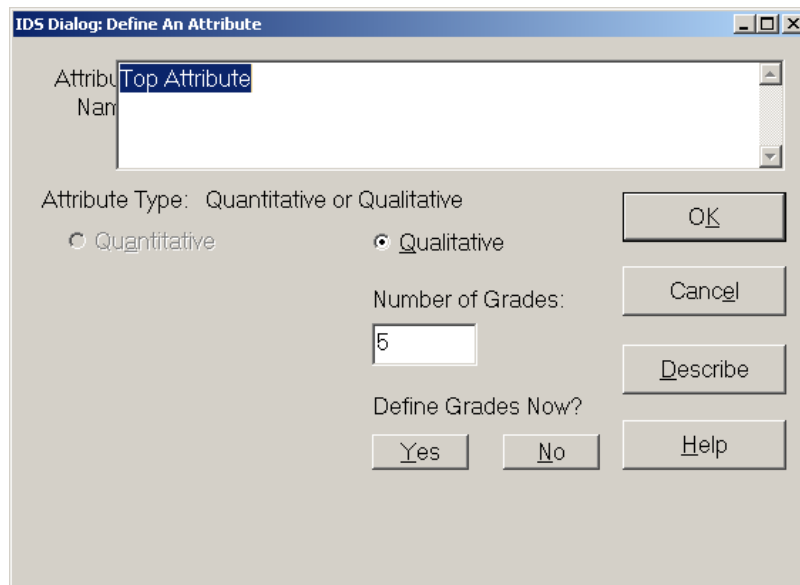 IDS Dialog: Define An Attribute
Attribu Top Attribute
Nam
Attribute Type: Quantitative or Qualitative
Quantitative
Qualitative
OK
Number of Grades:
Cancel
5
Describe
Define Grades Now?
Yes
No
Help